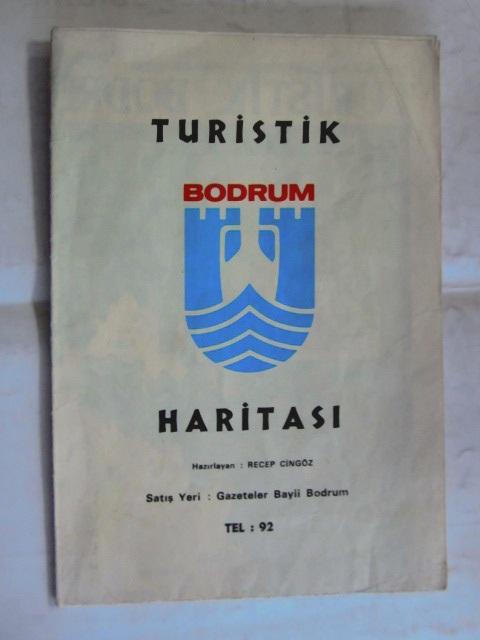 TURİSTİK
BODRUM
HARİTASI
Hazırlayan : RECEP CİNGÖZ
Satış Yeri : Gazeteler Bayii Bodrum
TEL : 92